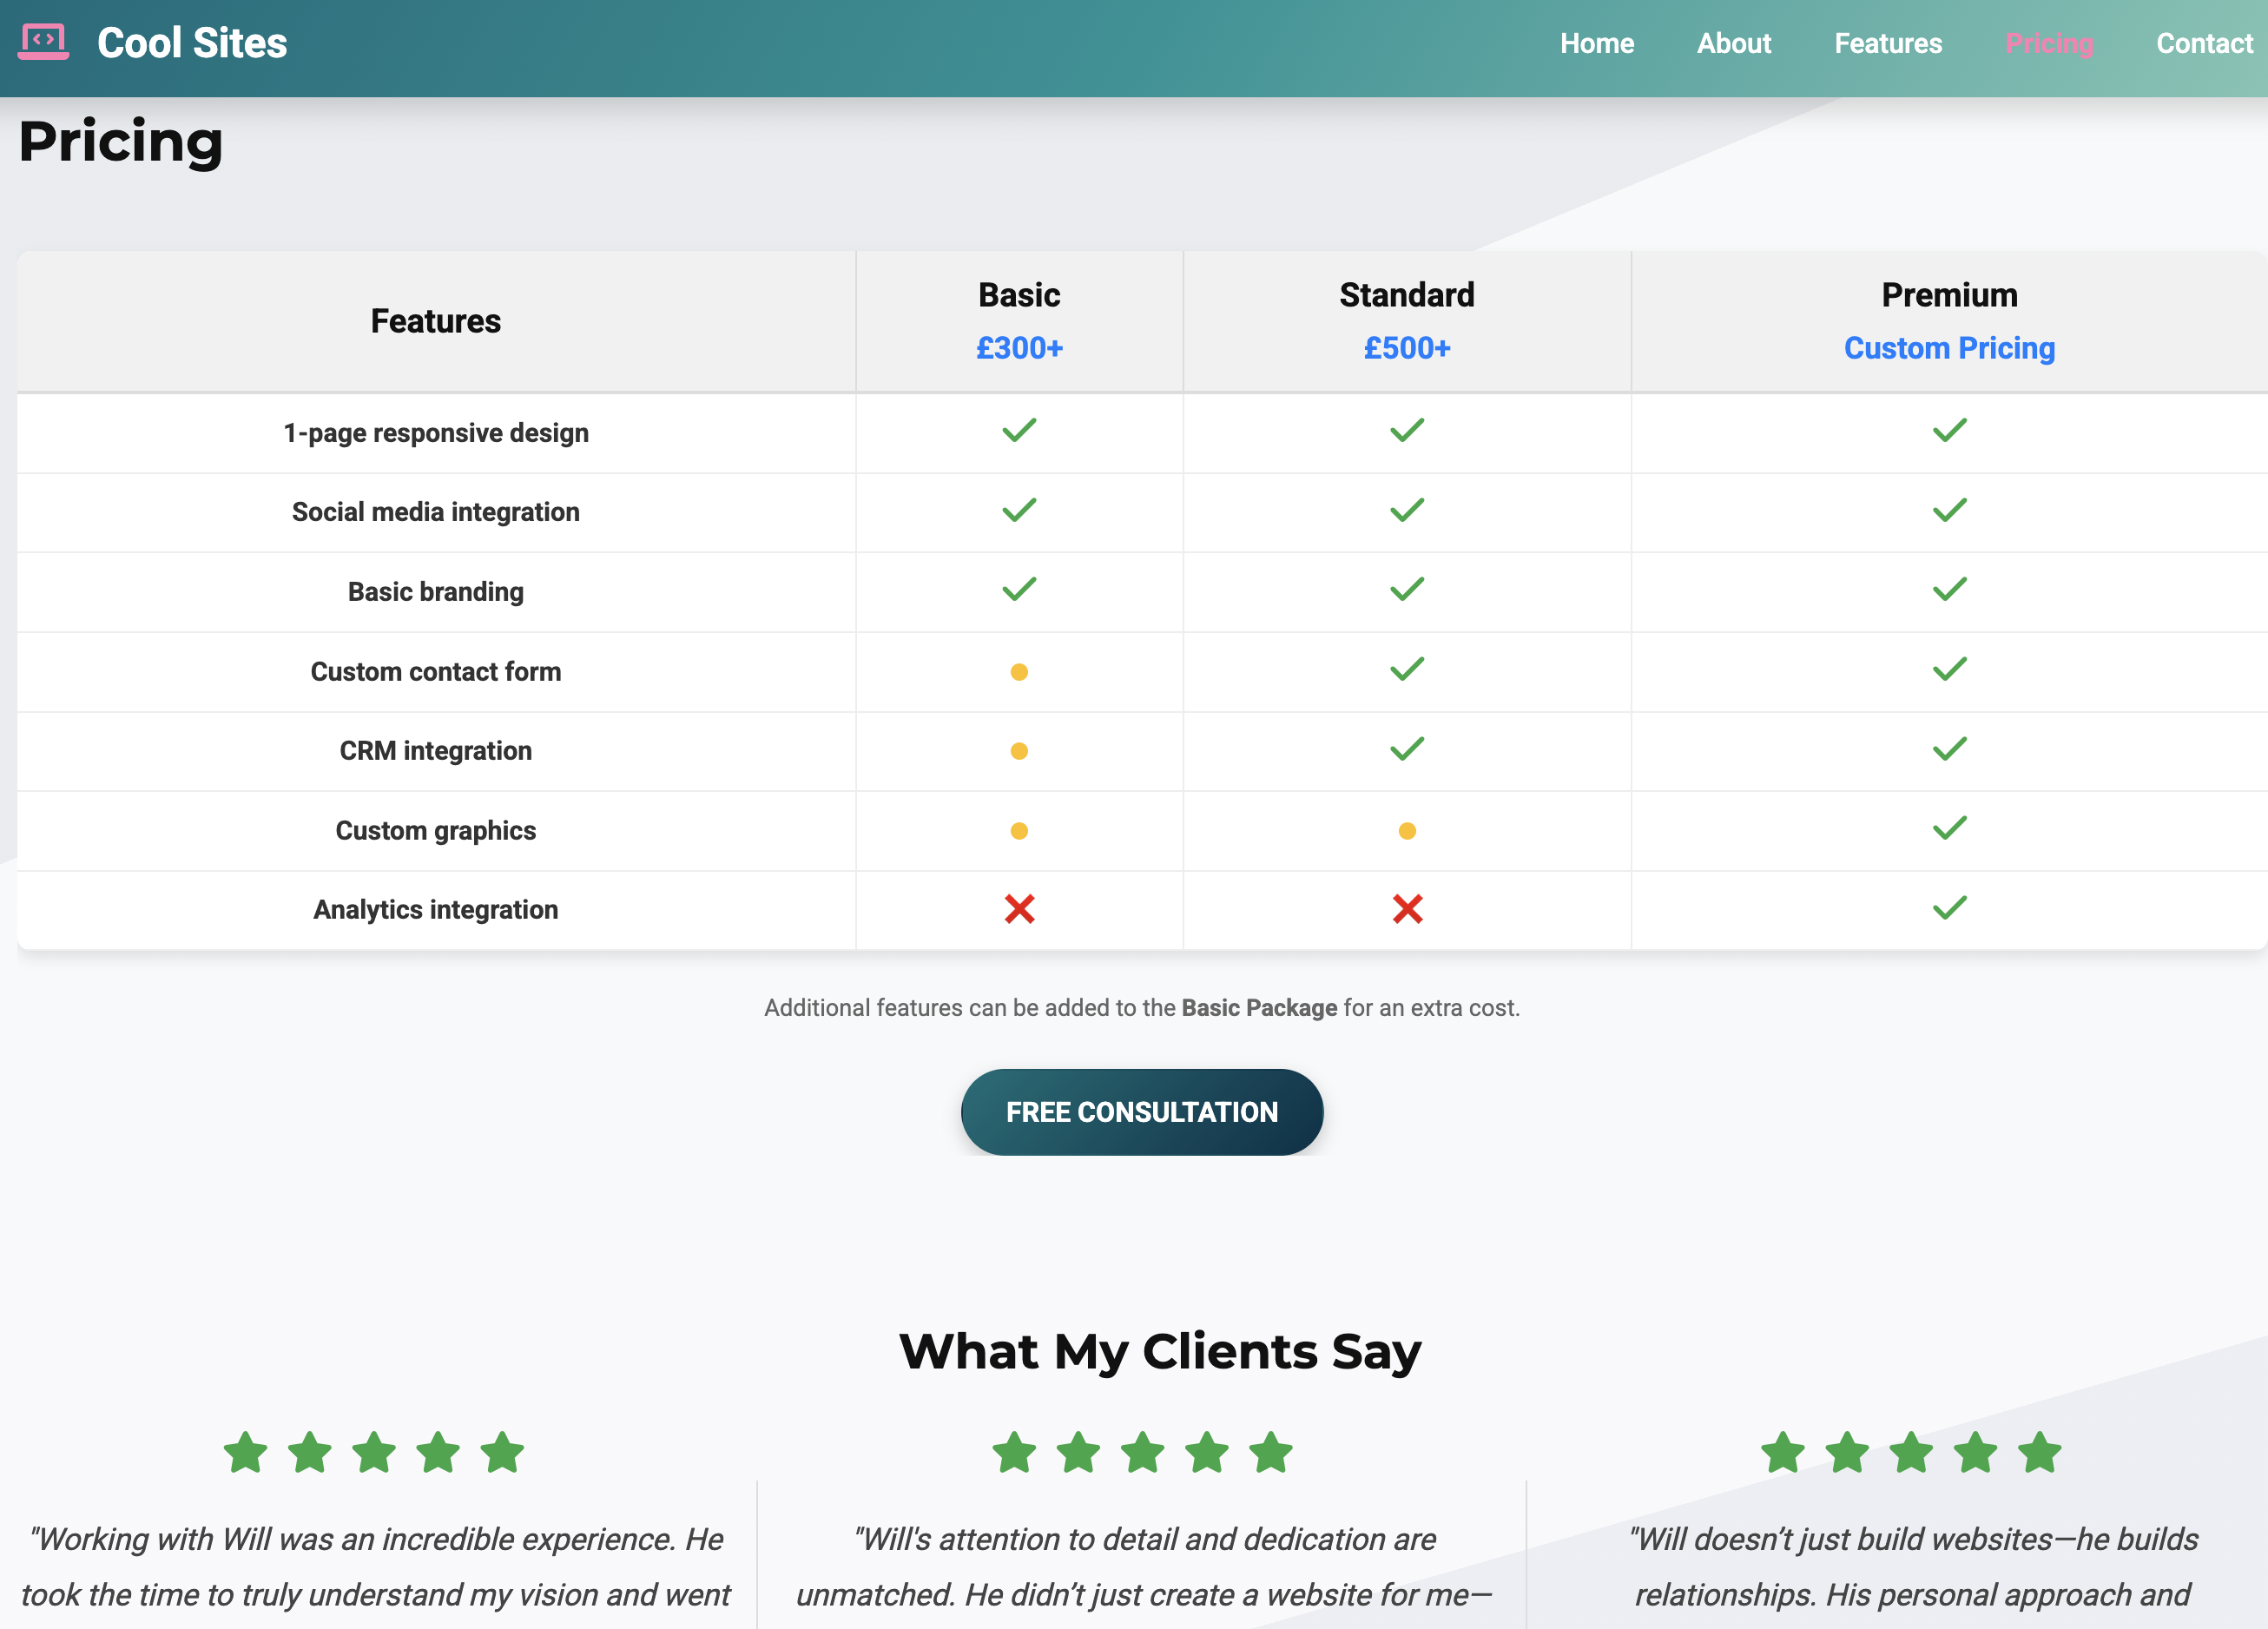 Cool Sites
Home About Features Pricing Contact
Pricing
Features Basic Standard Premium
£300+ £500+ Custom Pricing
1-page responsive design
Social media integration
Basic branding
Custom contact form
CRM integration
Custom graphics
Analytics integration
Additional features can be added to the Basic Package for an extra cost.
FREE CONSULTATION
What My Clients Say
"Working with Will was an incredible experience. He
took the time to truly understand my vision and went
"Will's attention to detail and dedication are
unmatched. He didn’t just create a website for me—
"Will doesn’t just build websites—he builds
relationships. His personal approach and